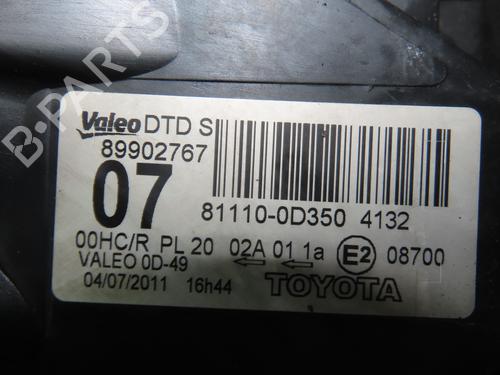 Valeo DTD S
89902767
07
81110-0D350 4132
00HC/R PL 20 02A 01 1a E2 08700
VALEO 0D-49
04/07/2011 16h44 TOYOTA
B-PARTS